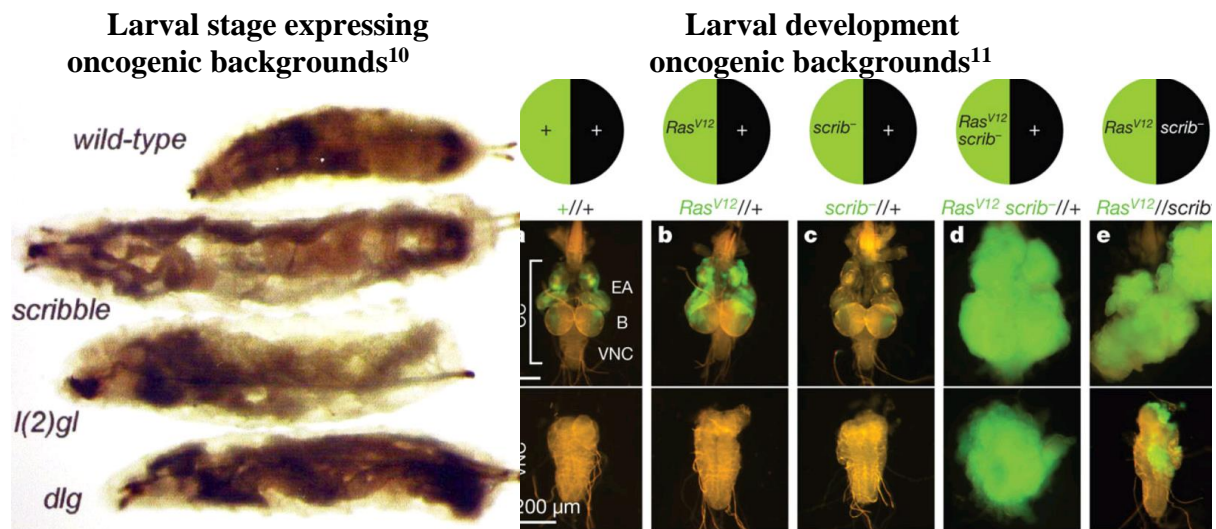 Larval stage expressing
oncogenic backgrounds10
wild-type
scribble
l(2)gl
dlg
Larval development
oncogenic backgrounds11
+ +
RasV12 +
scrib– +
RasV12 scrib– +
RasV12 scrib–
+//+
RasV12//+
scrib–//+
RasV12 scrib–//+
RasV12//scrib
b
c
d
e
EA
B
VNC
VNC
200 µm